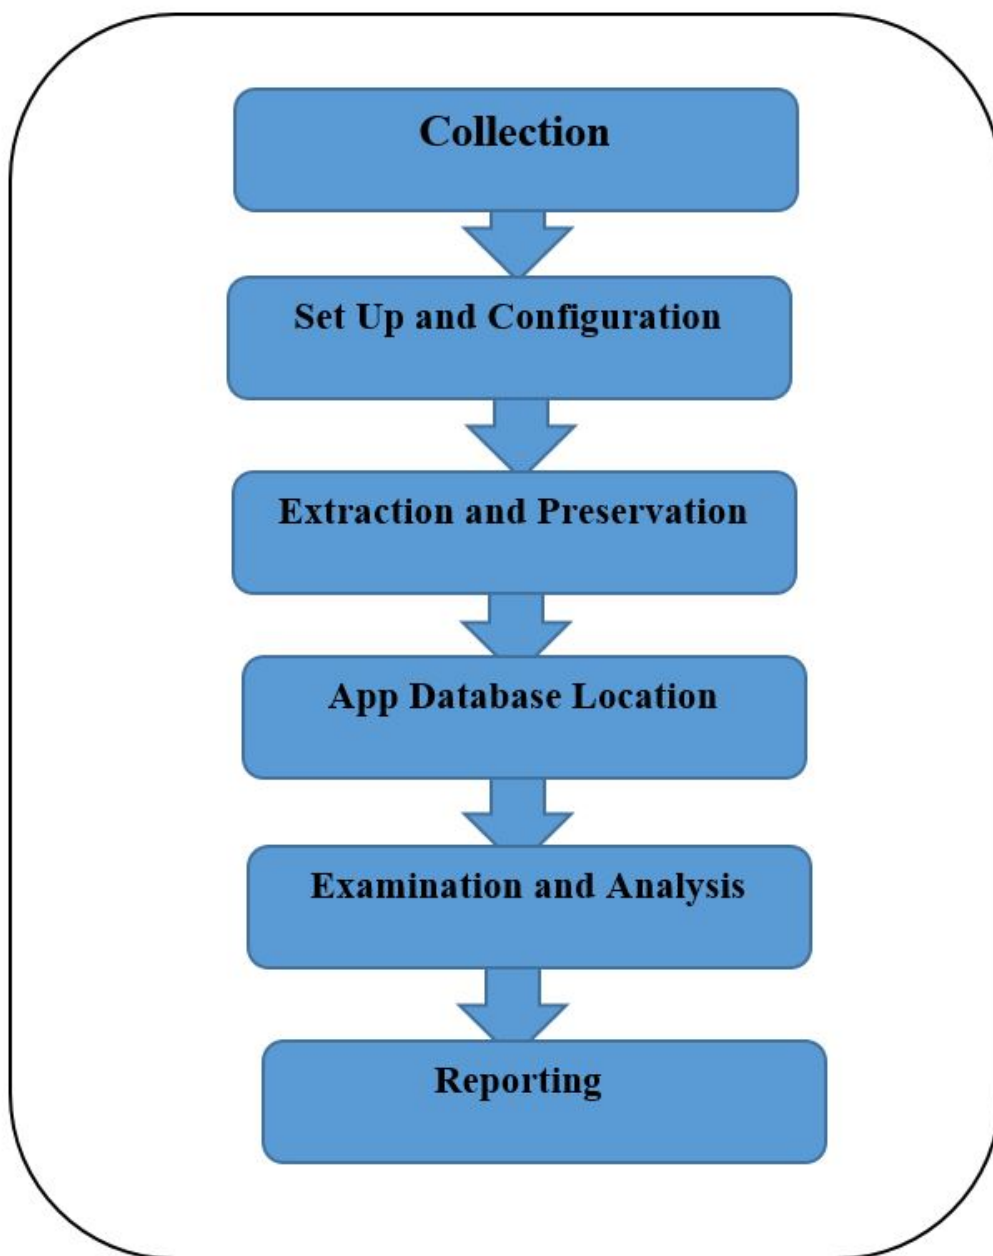 Collection
Set Up and Configuration
Extraction and Preservation
App Database Location
Examination and Analysis
Reporting